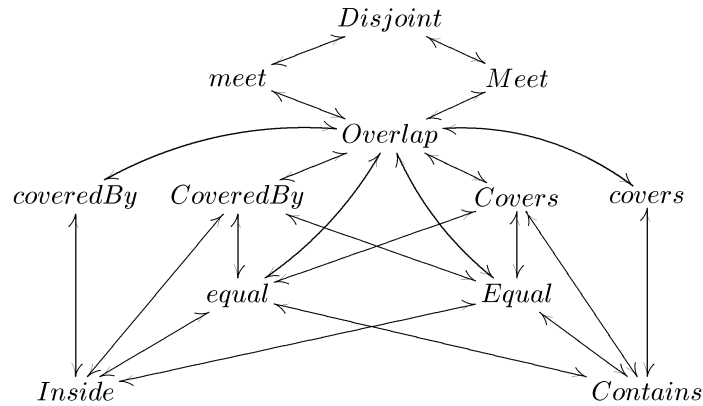 Disjoint
meet Meet
Overlap
coveredBy CoveredBy Covers covers
equal Equal
Inside Contains